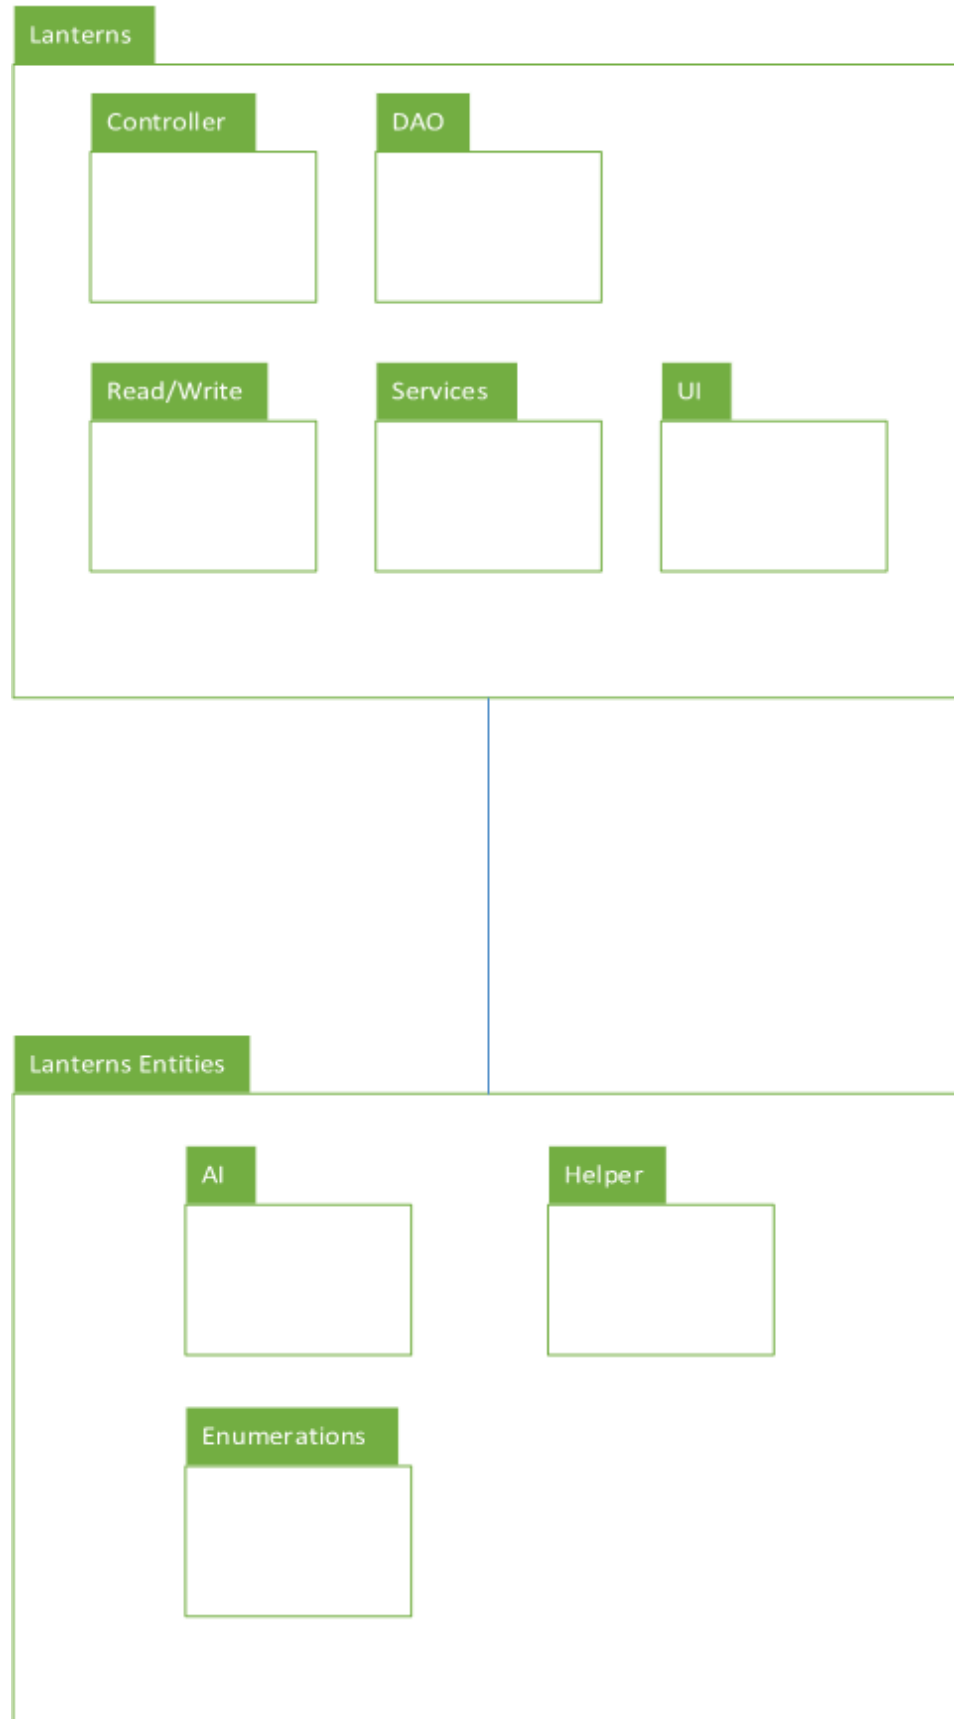 Lanterns
Controller
DAO
Read/Write
Services
UI
Lanterns Entities
AI
Helper
Enumerations